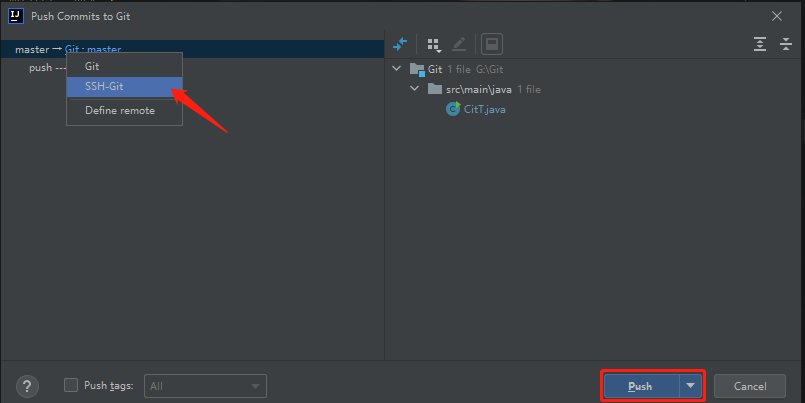 IJ Push Commits to Git
master → Git : master
push ---
Git
SSH-Git
Define remote
Git 1 file G:\Git
src\main\java 1 file
C CitT.java
? Push tags: All
Push
Cancel